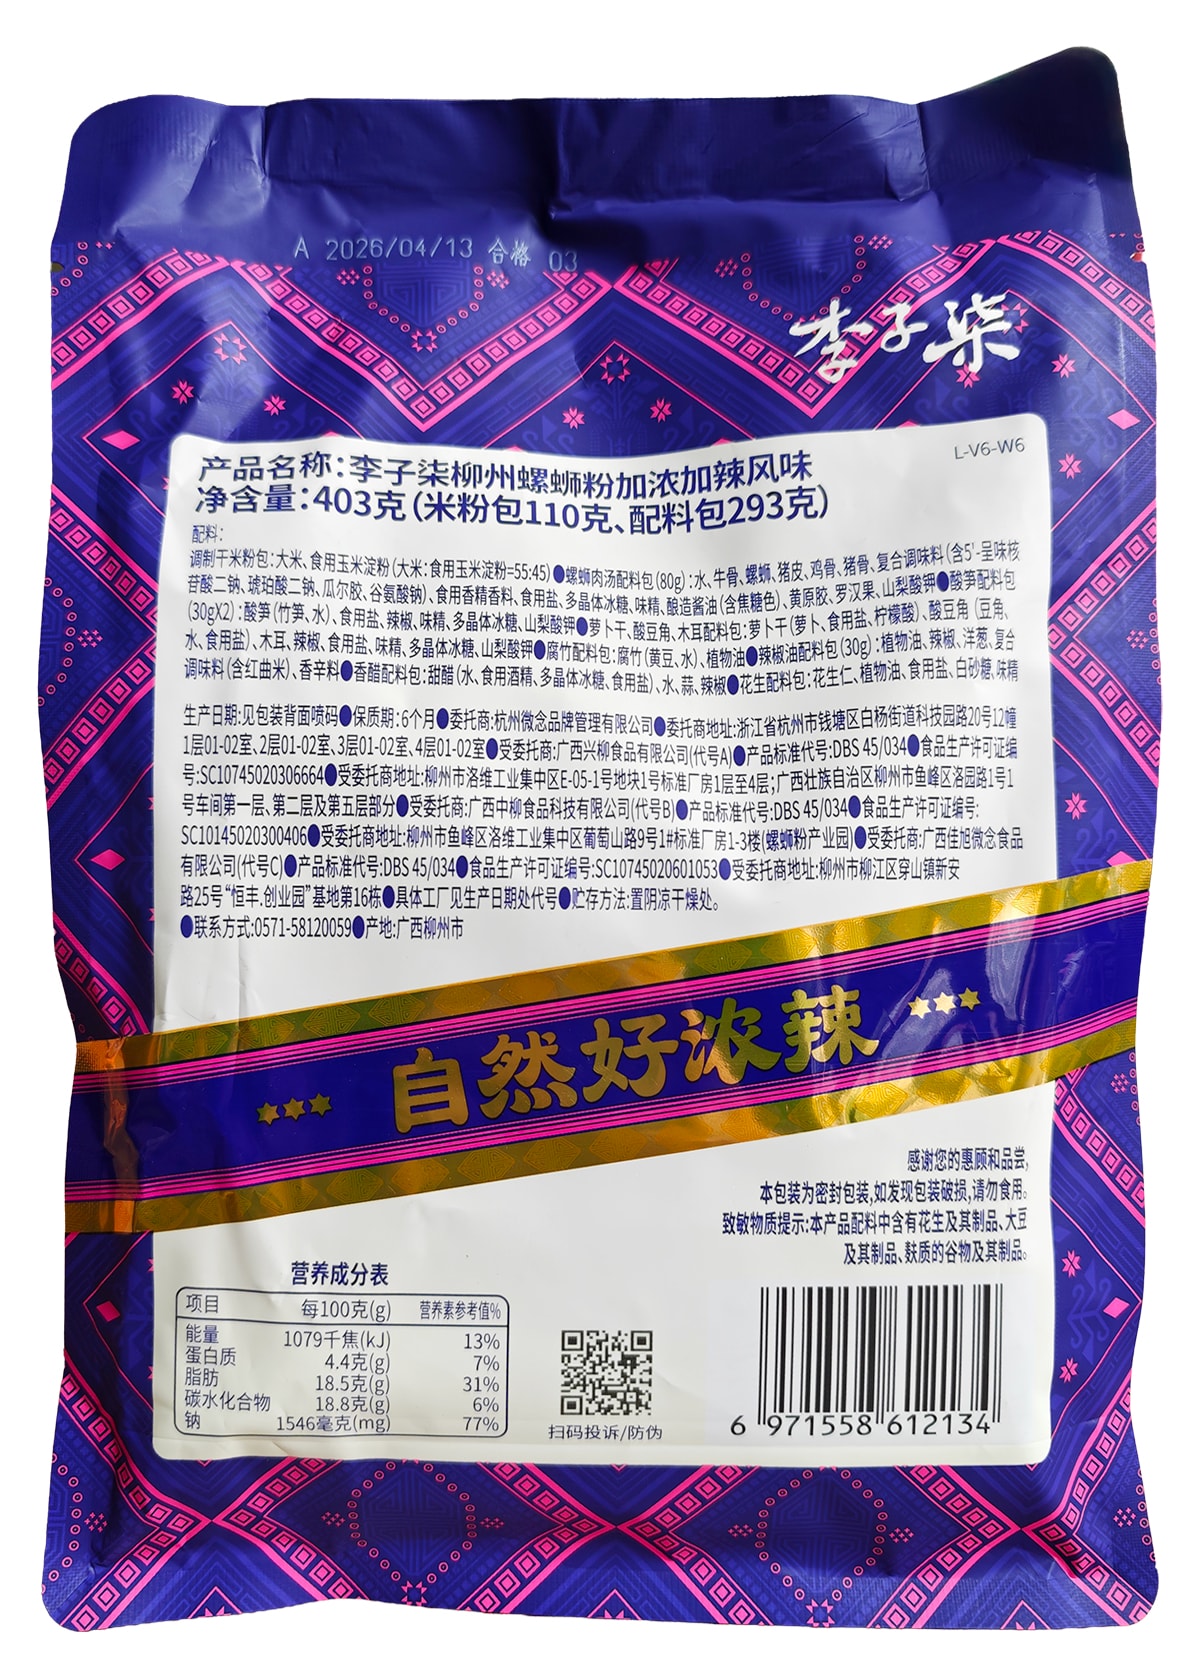 A 2026/04/13 合格 03
李子柒
L-V6-W6
产品名称:李子柒柳州螺蛳粉加浓加辣风味
净含量:403克(米粉包110克、配料包293克)
配料:
调制干米粉包:大米、食用玉米淀粉(大米:食用玉米淀粉=55:45)●螺蛳肉汤配料包(80g):水、牛骨、螺蛳、猪皮、鸡骨、猪骨、复合调味料(含5'-呈味核
苷酸二钠、琥珀酸二钠、瓜尔胶、谷氨酸钠)、食用香精香料、食用盐、多晶体冰糖、味精、酿造酱油(含焦糖色)、黄原胶、罗汉果、山梨酸钾●酸笋配料包
(30gX2):酸笋(竹笋、水)、食用盐、辣椒、味精、多晶体冰糖、山梨酸钾●萝卜干、酸豆角、木耳配料包:萝卜干(萝卜、食用盐、柠檬酸)、酸豆角(豆角、
水、食用盐)、木耳、辣椒、食用盐、味精、多晶体冰糖、山梨酸钾●腐竹配料包:腐竹(黄豆、水)、植物油●辣椒油配料包(30g):植物油、辣椒、洋葱、复合
调味料(含红曲米)、香辛料●香醋配料包:甜醋(水、食用酒精、多晶体冰糖、食用盐)、水、蒜、辣椒●花生配料包:花生仁、植物油、食用盐、白砂糖、味精
生产日期:见包装背面喷码●保质期:6个月●委托商:杭州微念品牌管理有限公司●委托商地址:浙江省杭州市钱塘区白杨街道科技园路20号12幢
1层01-02室、2层01-02室、3层01-02室、4层01-02室●受委托商:广西兴柳食品有限公司(代号A)●产品标准代号:DBS 45/034●食品生产许可证编
号:SC10745020306664●受委托商地址:柳州市洛维工业集中区E-05-1号地块1号标准厂房1层至4层;广西壮族自治区柳州市鱼峰区洛园路1号1
号车间第一层、第二层及第五层部分●受委托商:广西中柳食品科技有限公司(代号B)●产品标准代号:DBS 45/034●食品生产许可证编号:
SC10145020300406●受委托商地址:柳州市鱼峰区洛维工业集中区葡萄山路9号1#标准厂房1-3楼(螺蛳粉产业园)●受委托商:广西佳旭微念食品
有限公司(代号C)●产品标准代号:DBS 45/034●食品生产许可证编号:SC10745020601053●受委托商地址:柳州市柳江区穿山镇新安
路25号“恒丰.创业园”基地第16栋●具体工厂见生产日期处代号●贮存方法:置阴凉干燥处。
●联系方式:0571-58120059●产地:广西柳州市
自然好浓辣
感谢您的惠顾和品尝,
本包装为密封包装,如发现包装破损,请勿食用。
致敏物质提示:本产品配料中含有花生及其制品、大豆
及其制品、麸质的谷物及其制品。
营养成分表
项目 每100克(g) 营养素参考值%
能量 1079千焦(kJ) 13%
蛋白质 4.4克(g) 7%
脂肪 18.5克(g) 31%
碳水化合物 18.8克(g) 6%
钠 1546毫克(mg) 77%
扫码投诉/防伪
6 971558 612134